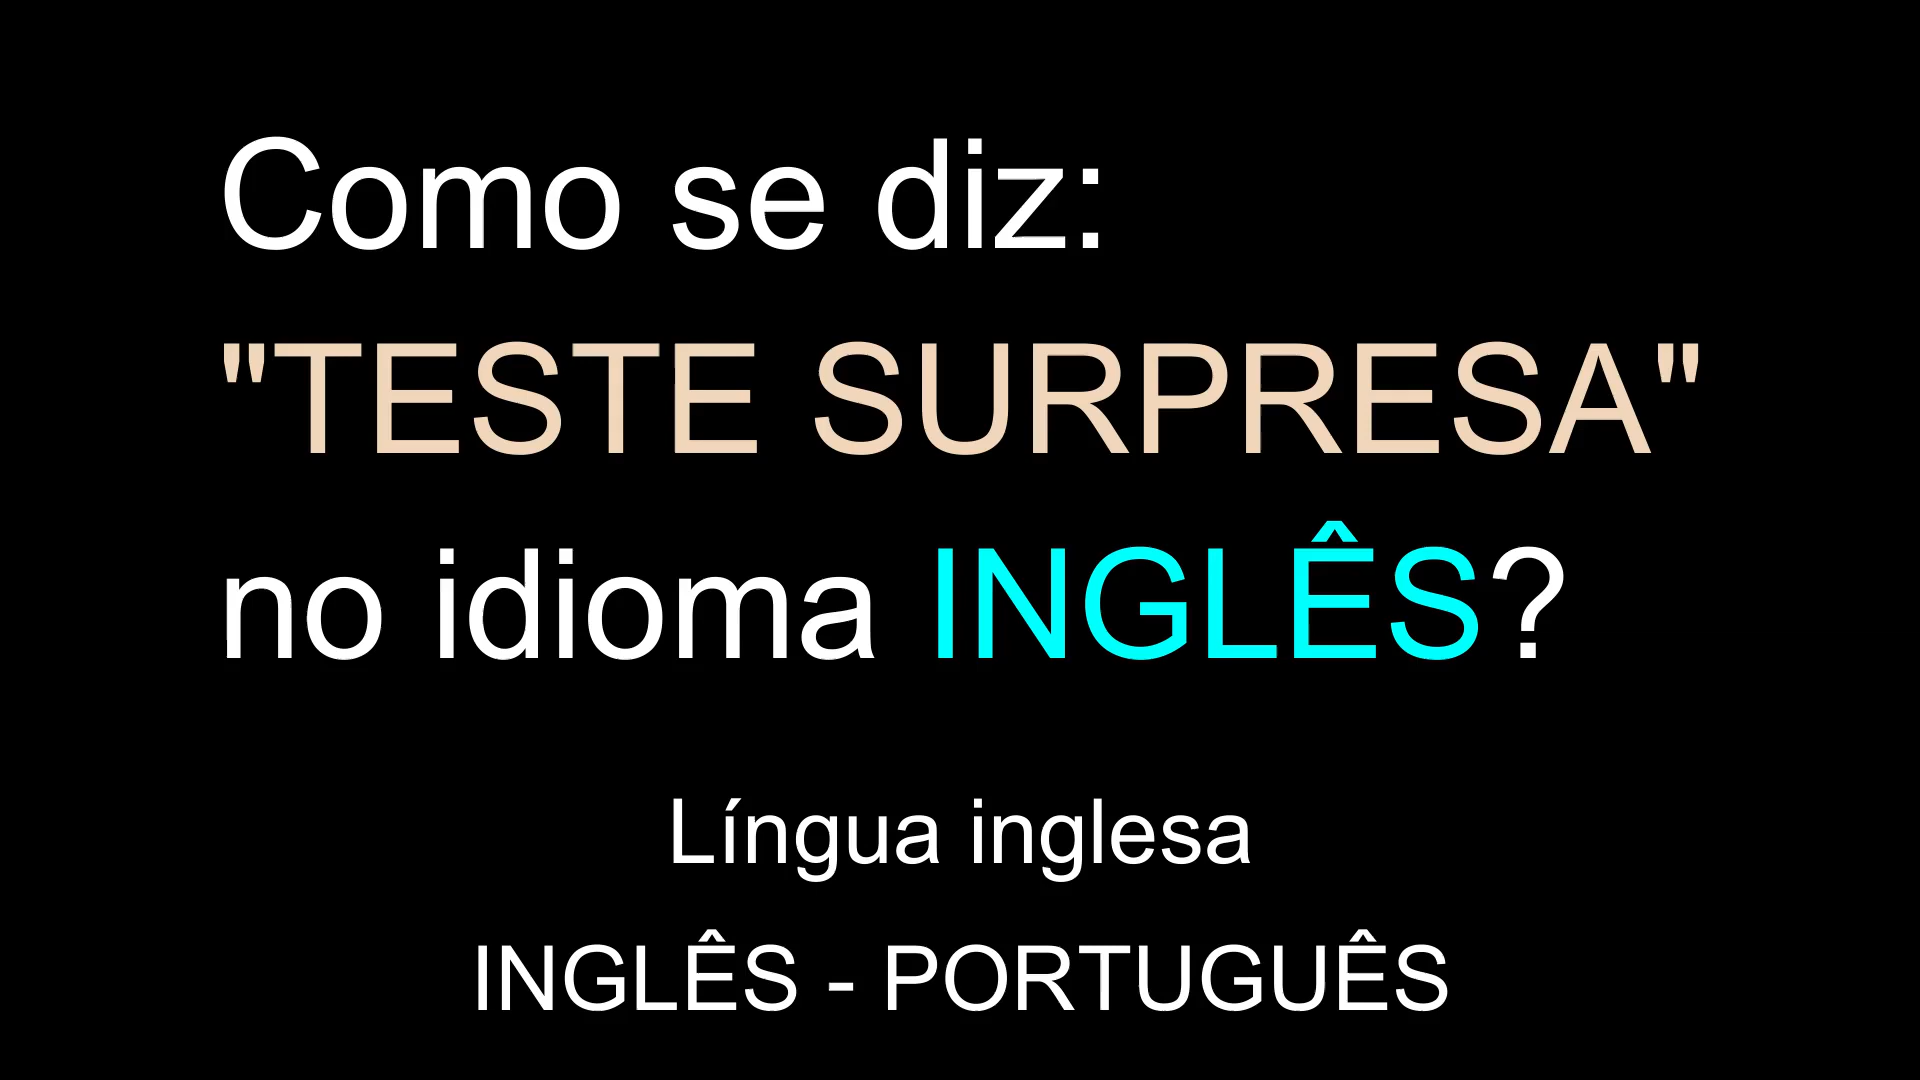 Como se diz:
"TESTE SURPRESA"
no idioma INGLÊS?
Língua inglesa
INGLÊS - PORTUGUÊS